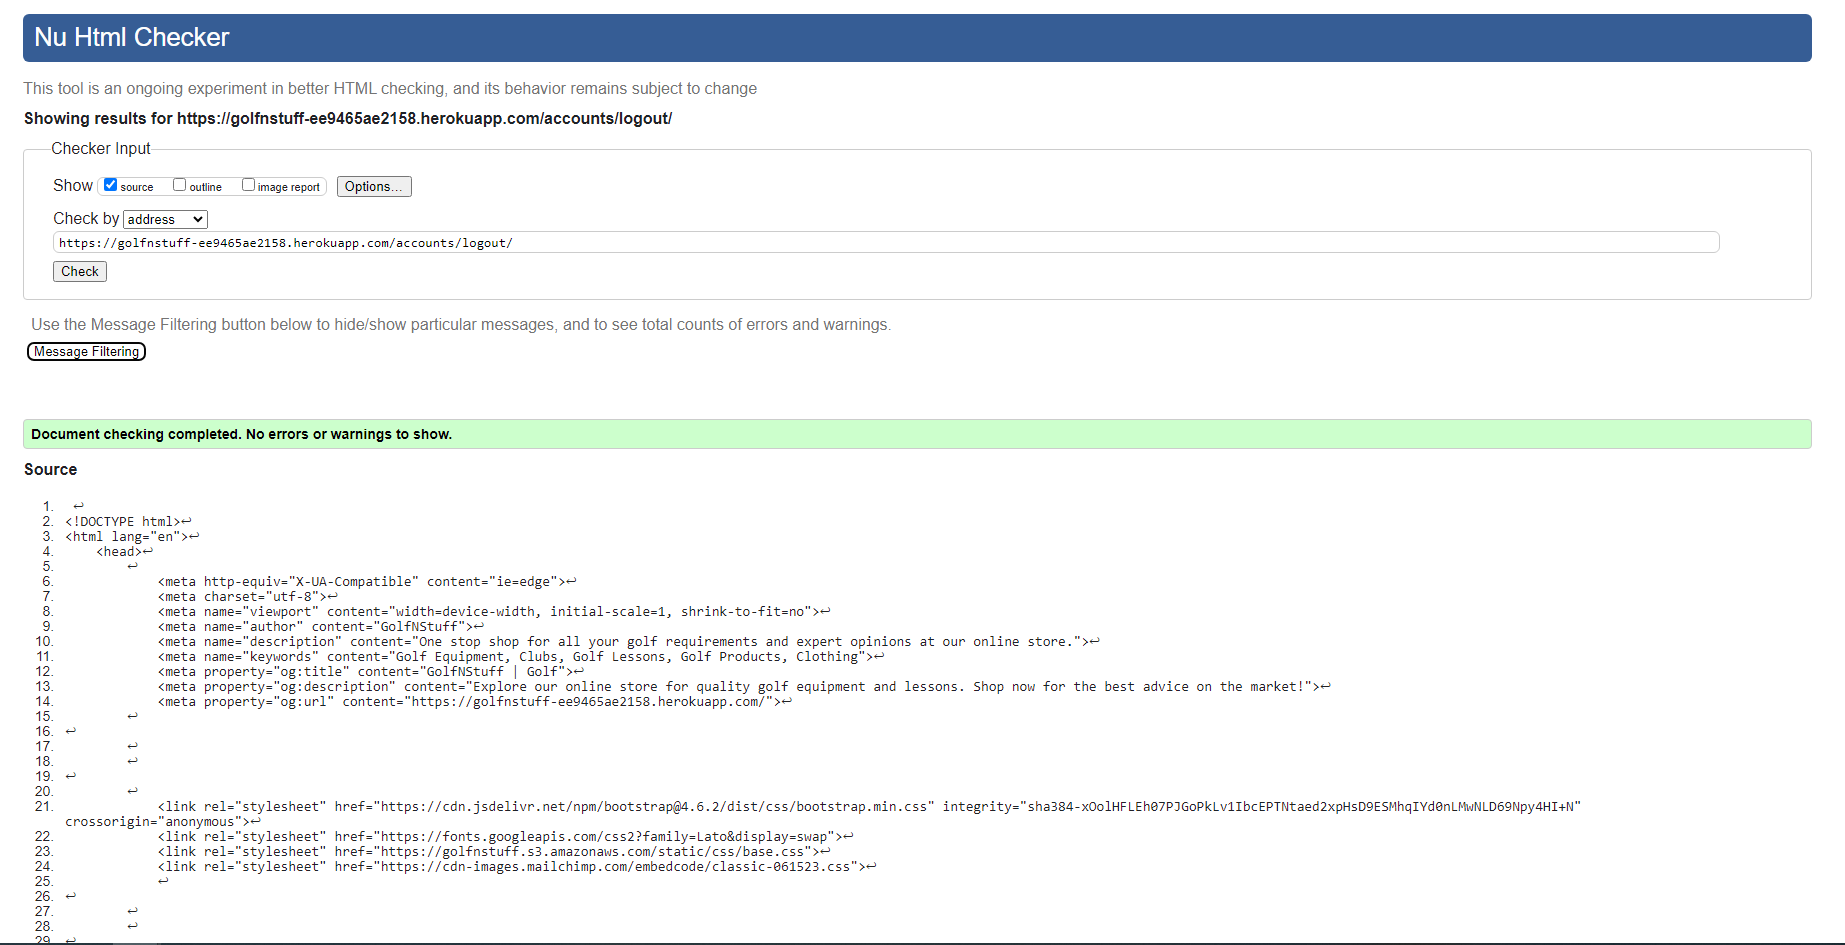 Nu Html Checker
This tool is an ongoing experiment in better HTML checking, and its behavior remains subject to change
Showing results for https://golfnstuff-ee9465ae2158.herokuapp.com/accounts/logout/
Checker Input
Show source outline image report Options...
Check by address
https://golfnstuff-ee9465ae2158.herokuapp.com/accounts/logout/
Check
Use the Message Filtering button below to hide/show particular messages, and to see total counts of errors and warnings.
Message Filtering
Document checking completed. No errors or warnings to show.
Source
1. ↩
2. <!DOCTYPE html>↩
3. <html lang="en">↩
4. <head>↩
5. ↩
6. <meta http-equiv="X-UA-Compatible" content="ie=edge">↩
7. <meta charset="utf-8">↩
8. <meta name="viewport" content="width=device-width, initial-scale=1, shrink-to-fit=no">↩
9. <meta name="author" content="GolfNStuff">↩
10. <meta name="description" content="One stop shop for all your golf requirements and expert opinions at our online store.">↩
11. <meta name="keywords" content="Golf Equipment, Clubs, Golf Lessons, Golf Products, Clothing">↩
12. <meta property="og:title" content="GolfNStuff | Golf">↩
13. <meta property="og:description" content="Explore our online store for quality golf equipment and lessons. Shop now for the best advice on the market!">↩
14. <meta property="og:url" content="https://golfnstuff-ee9465ae2158.herokuapp.com/">↩
15. ↩
16. ↩
17. ↩
18. ↩
19. ↩
20. ↩
21. <link rel="stylesheet" href="https://cdn.jsdelivr.net/npm/bootstrap@4.6.2/dist/css/bootstrap.min.css" integrity="sha384-xOolHFLEh07PJGoPkLv1IbcEPTNtaed2xpHsD9ESMhqIYd0nLMwNLD69Npy4HI+N"
crossorigin="anonymous">↩
22. <link rel="stylesheet" href="https://fonts.googleapis.com/css2?family=Lato&display=swap">↩
23. <link rel="stylesheet" href="https://golfnstuff.s3.amazonaws.com/static/css/base.css">↩
24. <link rel="stylesheet" href="https://cdn-images.mailchimp.com/embedcode/classic-061523.css">↩
25. ↩
26. ↩
27. ↩
28. ↩
29. ↩